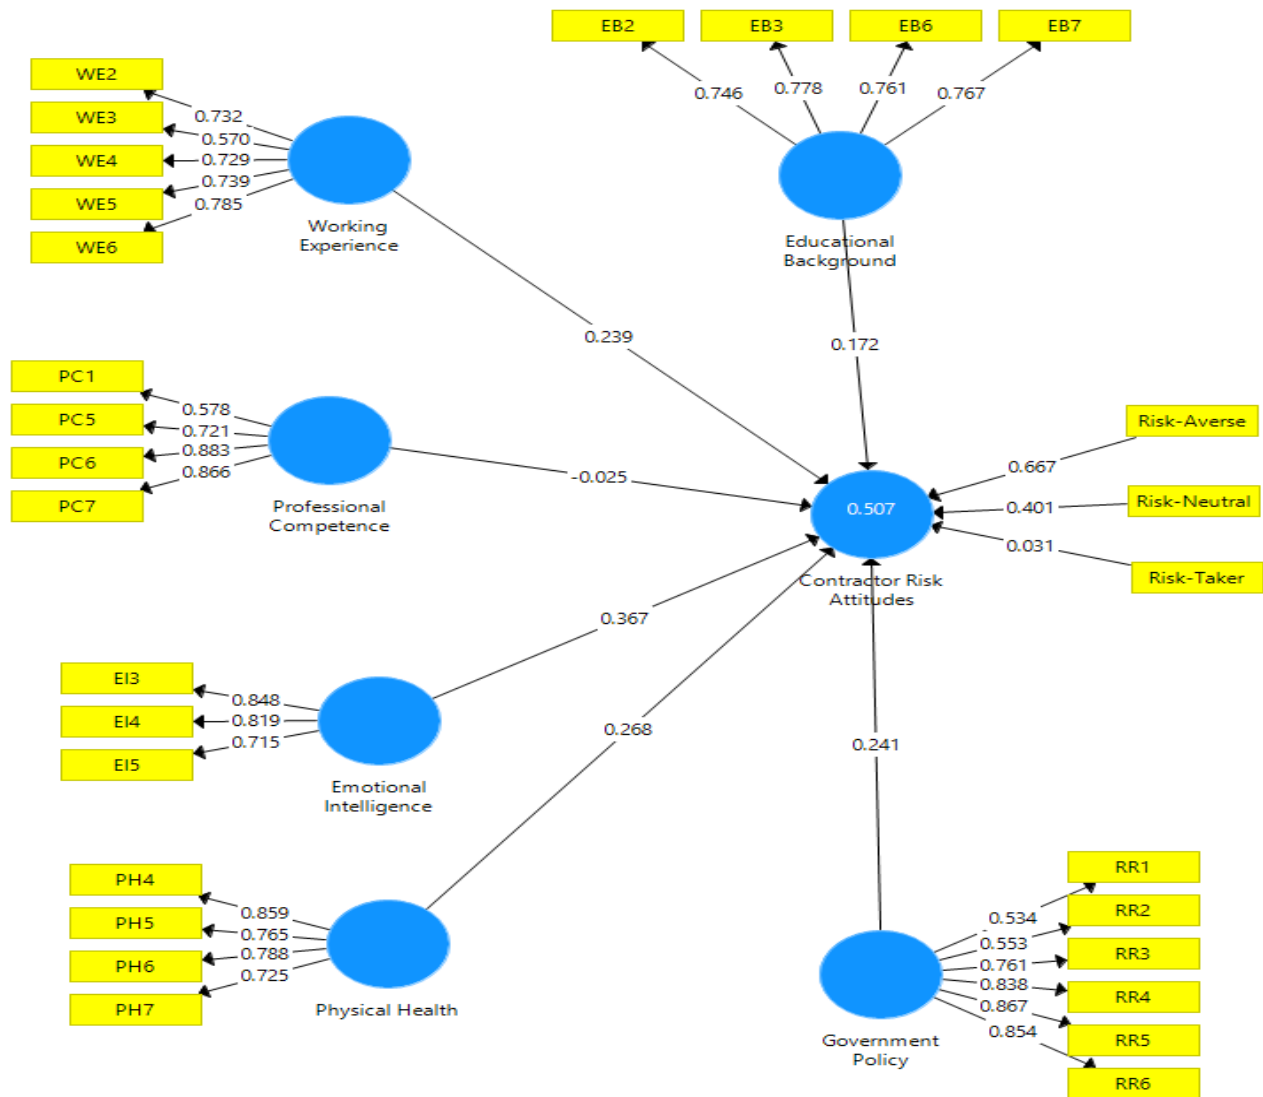 EB2
EB3
EB6
EB7
0.746
0.778
0.761
0.767
Educational
Background
0.172
WE2
WE3
WE4
WE5
WE6
0.732
0.570
0.729
0.739
0.785
Working
Experience
0.239
PC1
PC5
PC6
PC7
0.578
0.721
0.883
0.866
Professional
Competence
-0.025
0.507
Contractor Risk
Attitudes
Risk-Averse
Risk-Neutral
Risk-Taker
0.667
0.401
0.031
EI3
EI4
EI5
0.848
0.819
0.715
Emotional
Intelligence
0.367
PH4
PH5
PH6
PH7
0.859
0.765
0.788
0.725
Physical Health
0.268
0.241
Government
Policy
0.534
0.553
0.761
0.838
0.867
0.854
RR1
RR2
RR3
RR4
RR5
RR6